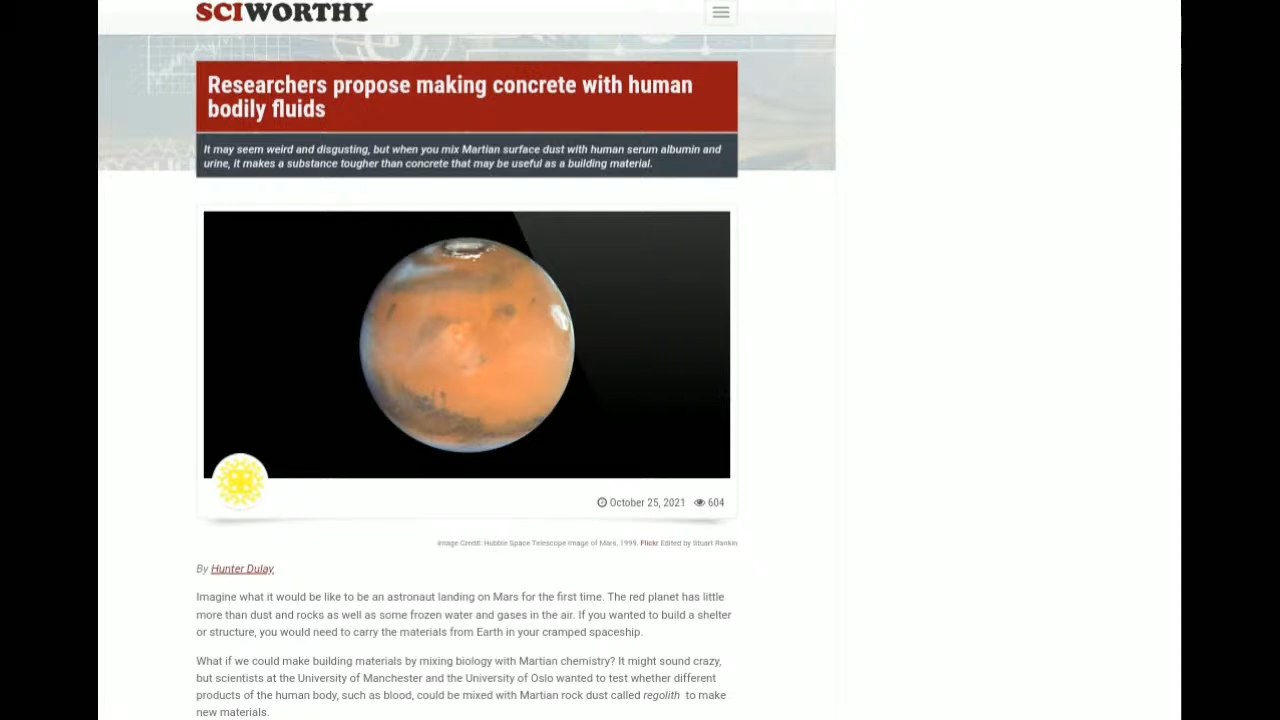 SCIWORTHY
Researchers propose making concrete with human
bodily fluids
It may seem weird and disgusting, but when you mix Martian surface dust with human serum albumin and
urine, it makes a substance tougher than concrete that may be useful as a building material.
October 25, 2021 604
Image Credit: Hubble Space Telescope image of Mars, 1999. Flickr Edited by Stuart Rankin
By Hunter Dulay
Imagine what it would be like to be an astronaut landing on Mars for the first time. The red planet has little
more than dust and rocks as well as some frozen water and gases in the air. If you wanted to build a shelter
or structure, you would need to carry the materials from Earth in your cramped spaceship.
What if we could make building materials by mixing biology with Martian chemistry? It might sound crazy,
but scientists at the University of Manchester and the University of Oslo wanted to test whether different
products of the human body, such as blood, could be mixed with Martian rock dust called regolith to make
new materials.